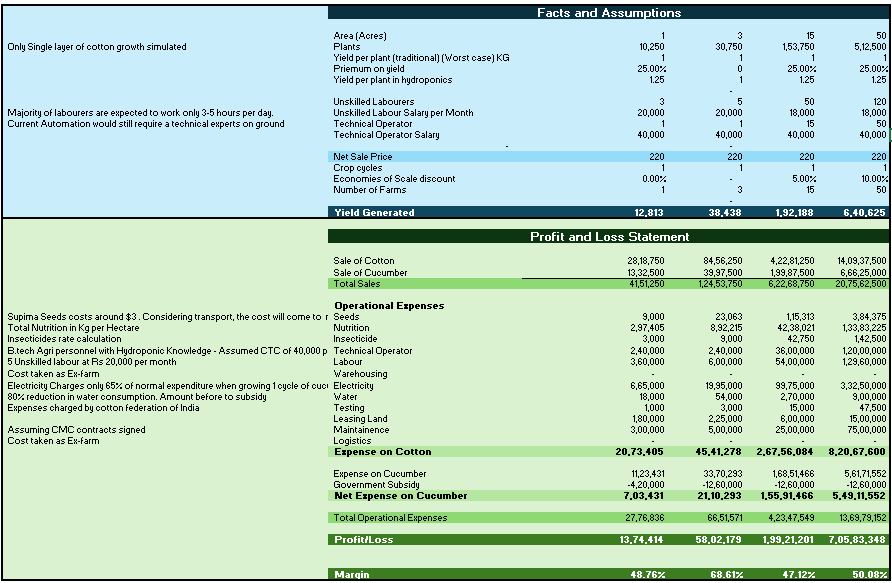 Facts and Assumptions
Area (Acres) 1 3 15 50
Only Single layer of cotton growth simulated Plants 10,250 30,750 1,53,750 5,12,500
Yield per plant (traditional) (Worst case) KG 1 1 1 1
Priemum on yield 25.00% 0 25.00% 25.00%
Yield per plant in hydroponics 1.25 1 1.25 1.25
-
Unskilled Labourers 3 5 50 120
Majority of labourers are expected to work only 3-5 hours per day. Unskilled Labour Salary per Month 20,000 20,000 18,000 18,000
Current Automation would still require a technical experts on ground Technical Operator 1 1 15 50
Technical Operator Salary 40,000 40,000 40,000 40,000
- -
Net Sale Price 220 220 220 220
Crop cycles 1 1 1 1
Economies of Scale discount 0.00% - 5.00% 10.00%
Number of Farms 1 3 15 50
-
Yield Generated 12,813 38,438 1,92,188 6,40,625
Profit and Loss Statement
Sale of Cotton 28,18,750 84,56,250 4,22,81,250 14,09,37,500
Sale of Cucumber 13,32,500 39,97,500 1,99,87,500 6,66,25,000
Total Sales 41,51,250 1,24,53,750 6,22,68,750 20,75,62,500
Operational Expenses
Supima Seeds costs around $3 . Considering transport, the cost will come to r Seeds 9,000 23,063 1,15,313 3,84,375
Total Nutrition in Kg per Hectare Nutrition 2,97,405 8,92,215 42,38,021 1,33,83,225
Insecticides rate calculation Insecticide 3,000 9,000 42,750 1,42,500
B.tech Agri personnel with Hydroponic Knowledge - Assumed CTC of 40,000 p Technical Operator 2,40,000 2,40,000 36,00,000 1,20,00,000
5 Unskilled labour at Rs 20,000 per month Labour 3,60,000 6,00,000 54,00,000 1,29,60,000
Cost taken as Ex-farm Warehousing - - - -
Electricity Charges only 65% of normal expenditure when growing 1 cycle of cucu Electricity 6,65,000 19,95,000 99,75,000 3,32,50,000
80% reduction in water consumption. Amount before to subsidy Water 18,000 54,000 2,70,000 9,00,000
Expenses charged by cotton federation of India Testing 1,000 3,000 15,000 47,500
Leasing Land 1,80,000 2,25,000 6,00,000 15,00,000
Assuming CMC contracts signed Maintainence 3,00,000 5,00,000 25,00,000 75,00,000
Cost taken as Ex-farm Logistics - - - -
Expense on Cotton 20,73,405 45,41,278 2,67,56,084 8,20,67,600
Expense on Cucumber 11,23,431 33,70,293 1,68,51,466 5,61,71,552
Government Subsidy -4,20,000 -12,60,000 -12,60,000 -12,60,000
Net Expense on Cucumber 7,03,431 21,10,293 1,55,91,466 5,49,11,552
Total Operational Expenses 27,76,836 66,51,571 4,23,47,549 13,69,79,152
Profit/Loss 13,74,414 58,02,179 1,99,21,201 7,05,83,348
Margin 48.76% 68.61% 47.12% 50.08%